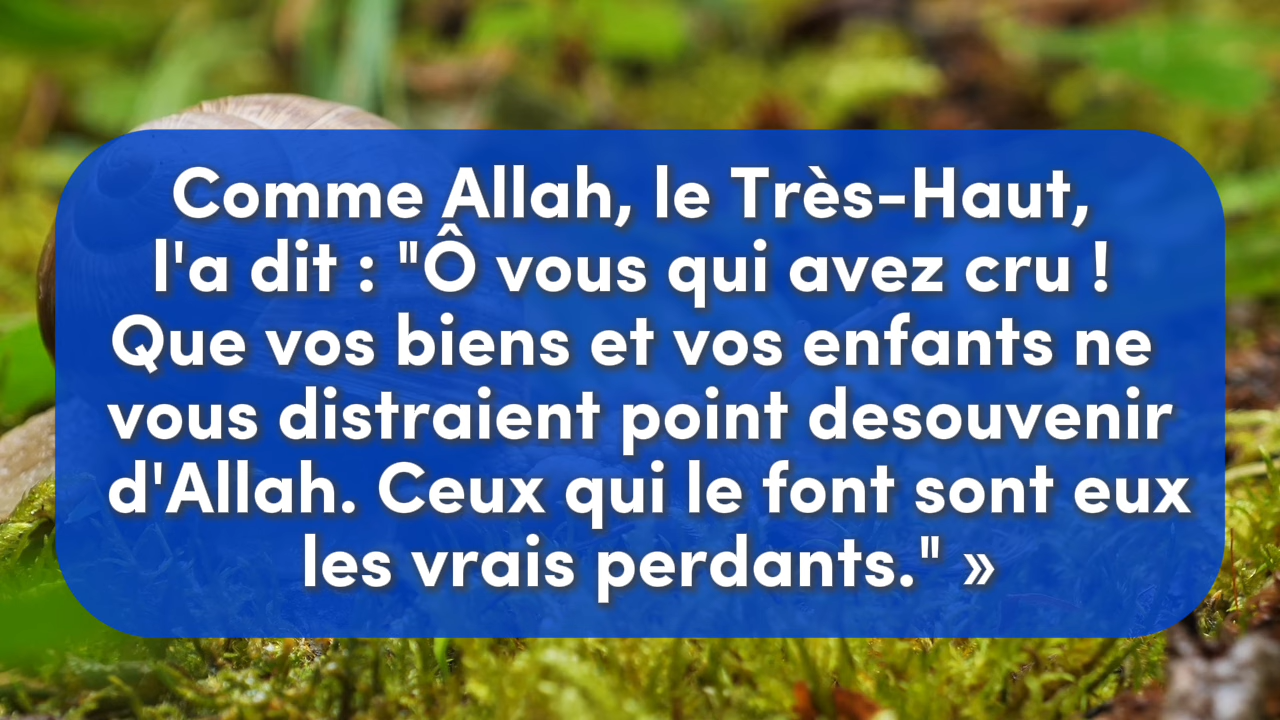 Comme Allah, le Très-Haut,
l'a dit : "Ô vous qui avez cru !
Que vos biens et vos enfants ne
vous distraient point desouvenir
d'Allah. Ceux qui le font sont eux
les vrais perdants." »